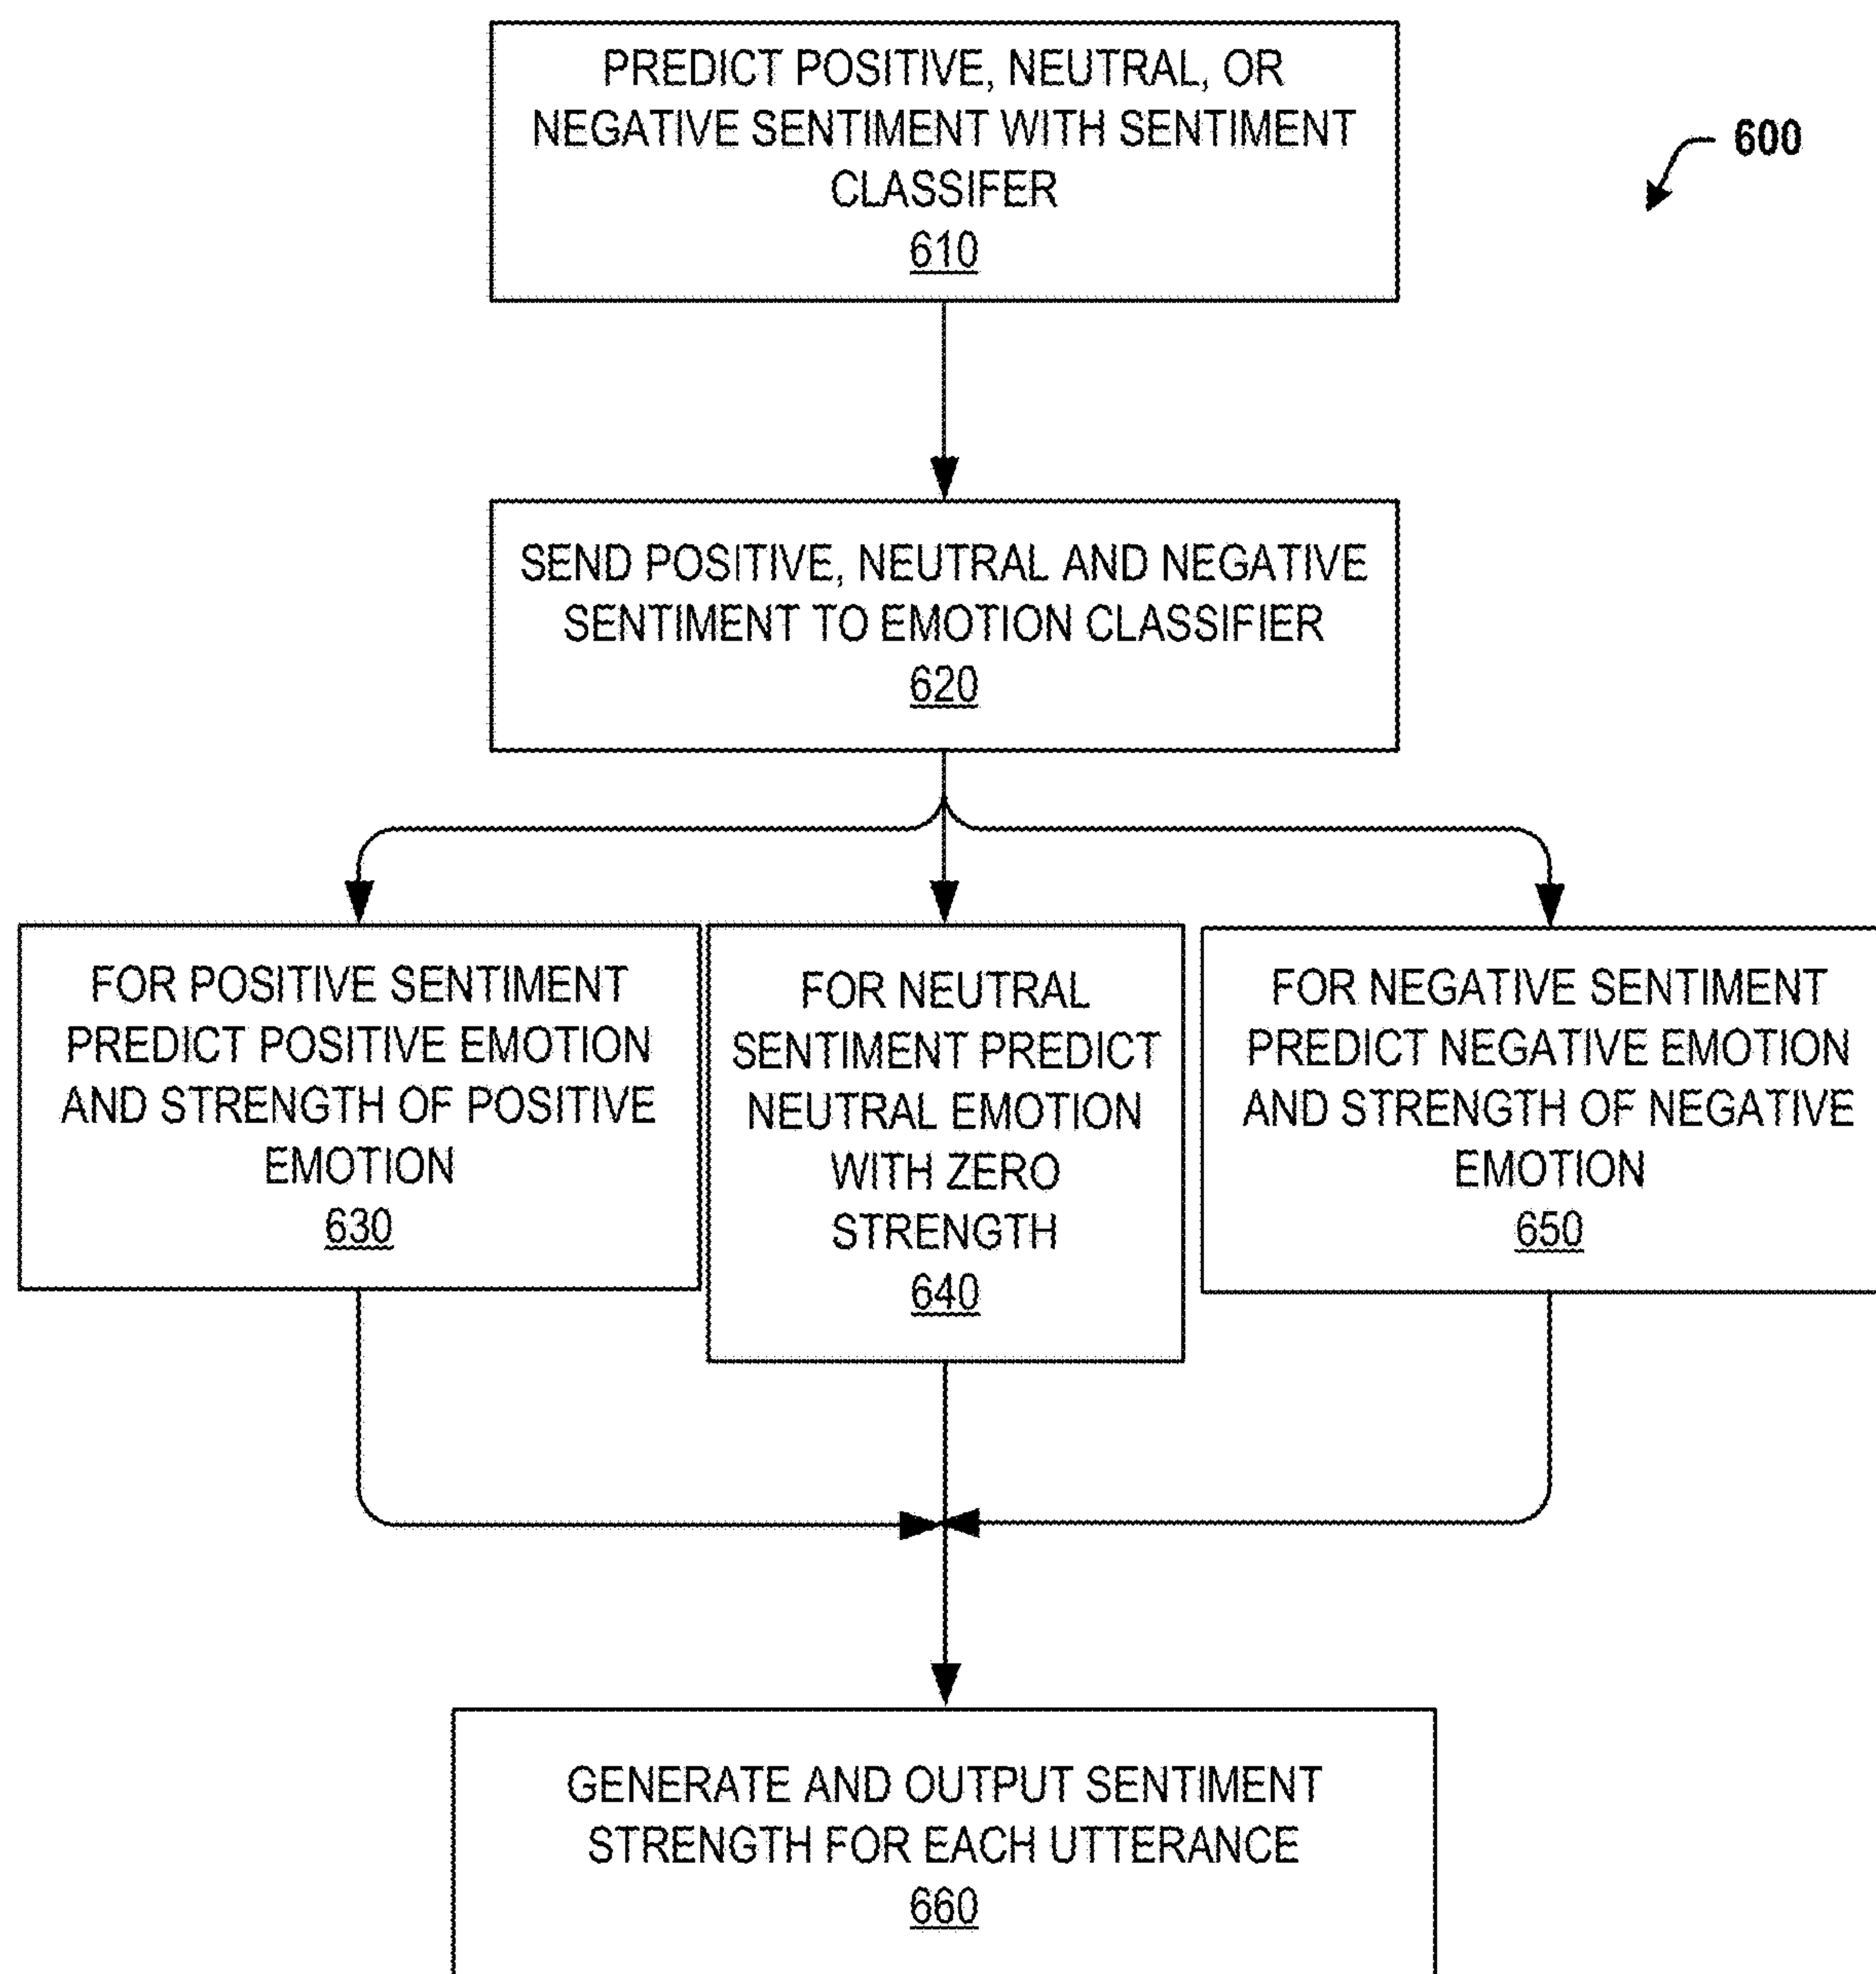 PREDICT POSITIVE, NEUTRAL, OR
NEGATIVE SENTIMENT WITH SENTIMENT
CLASSIFER
610
600
SEND POSITIVE, NEUTRAL AND NEGATIVE
SENTIMENT TO EMOTION CLASSIFIER
620
FOR POSITIVE SENTIMENT
PREDICT POSITIVE EMOTION
AND STRENGTH OF POSITIVE
EMOTION
630
FOR NEUTRAL
SENTIMENT PREDICT
NEUTRAL EMOTION
WITH ZERO
STRENGTH
640
FOR NEGATIVE SENTIMENT
PREDICT NEGATIVE EMOTION
AND STRENGTH OF NEGATIVE
EMOTION
650
GENERATE AND OUTPUT SENTIMENT
STRENGTH FOR EACH UTTERANCE
660